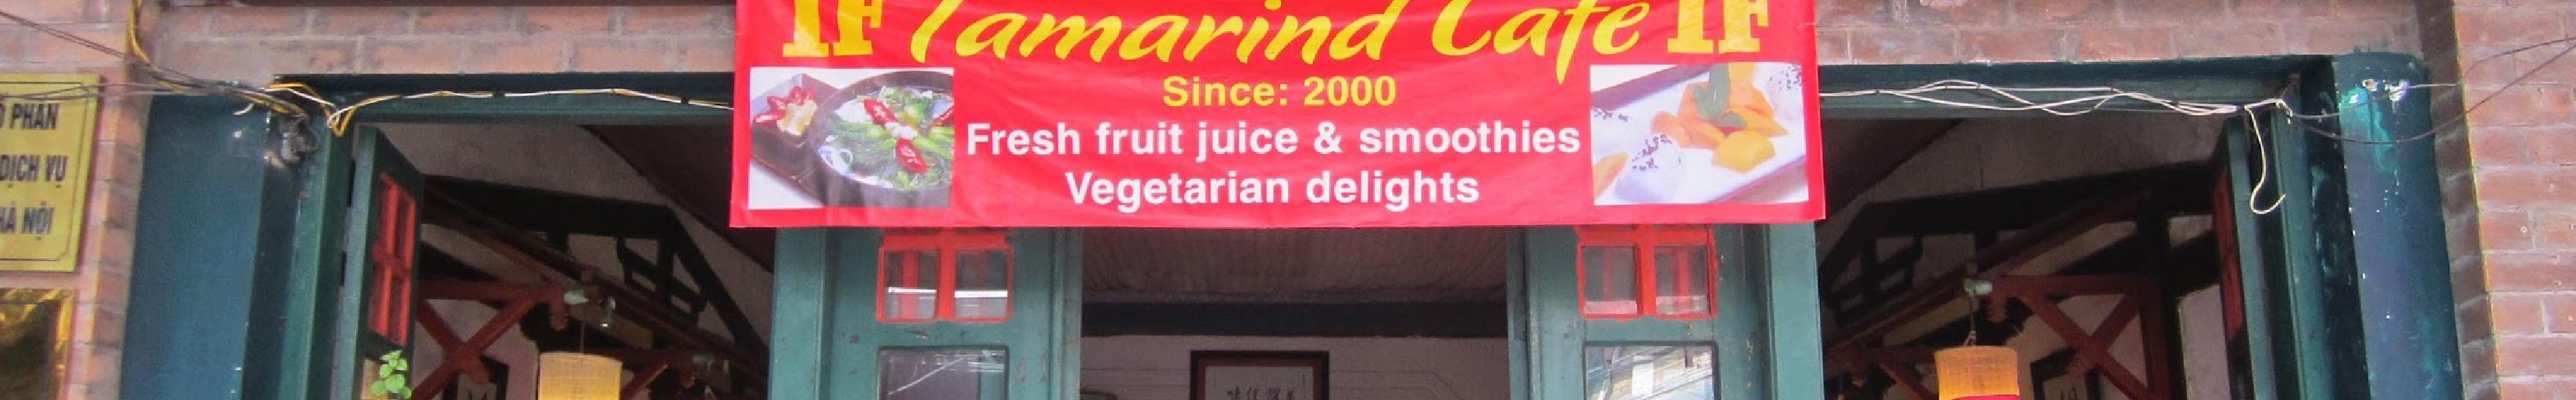 Ổ PHẦN
DỊCH VỤ
HÀ NỘI
1F Tamarind Cafe 1F
Since: 2000
Fresh fruit juice & smoothies
Vegetarian delights